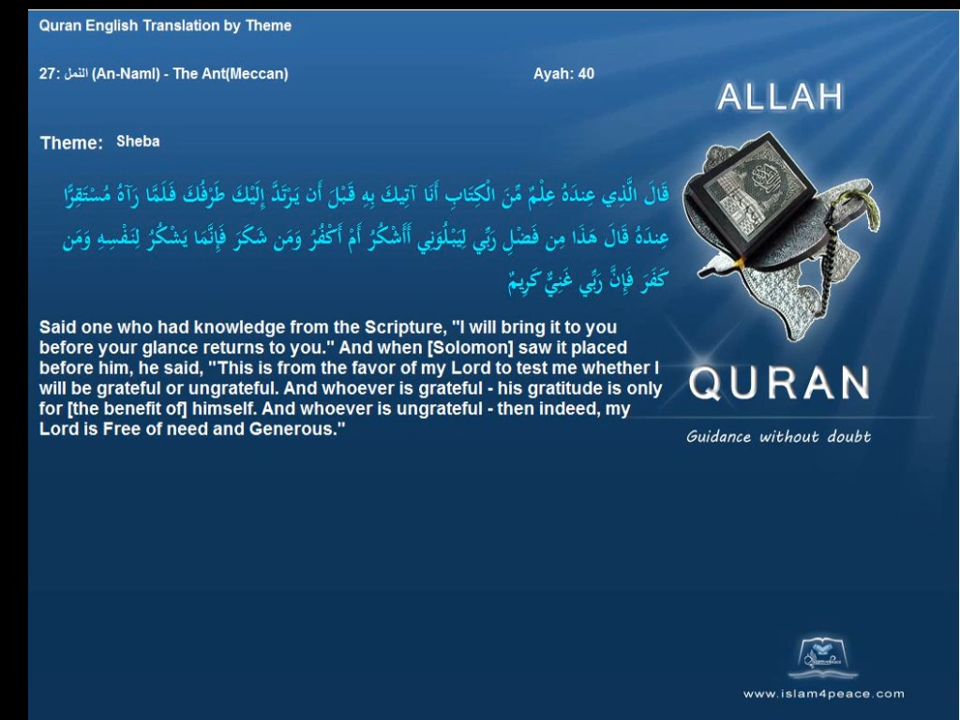 Quran English Translation by Theme
27: النمل (An-Naml) - The Ant(Meccan) Ayah: 40
ALLAH
Theme: Sheba
قَالَ الَّذِي عِندَهُ عِلْمٌ مِّنَ الْكِتَابِ أَنَا آتِيكَ بِهِ قَبْلَ أَن يَرْتَدَّ إِلَيْكَ طَرْفُكَ فَلَمَّا رَآهُ مُسْتَقِرًّا
عِندَهُ قَالَ هَذَا مِن فَضْلِ رَبِّي لِيَبْلُوَنِي أَأَشْكُرُ أَمْ أَكْفُرُ وَمَن شَكَرَ فَإِنَّمَا يَشْكُرُ لِنَفْسِهِ وَمَن
كَفَرَ فَإِنَّ رَبِّي غَنِيٌّ كَرِيمٌ
Said one who had knowledge from the Scripture, "I will bring it to you
before your glance returns to you." And when [Solomon] saw it placed
before him, he said, "This is from the favor of my Lord to test me whether I
will be grateful or ungrateful. And whoever is grateful - his gratitude is only
for [the benefit of] himself. And whoever is ungrateful - then indeed, my
Lord is Free of need and Generous."
QURAN
Guidance without doubt
www.islam4peace.com